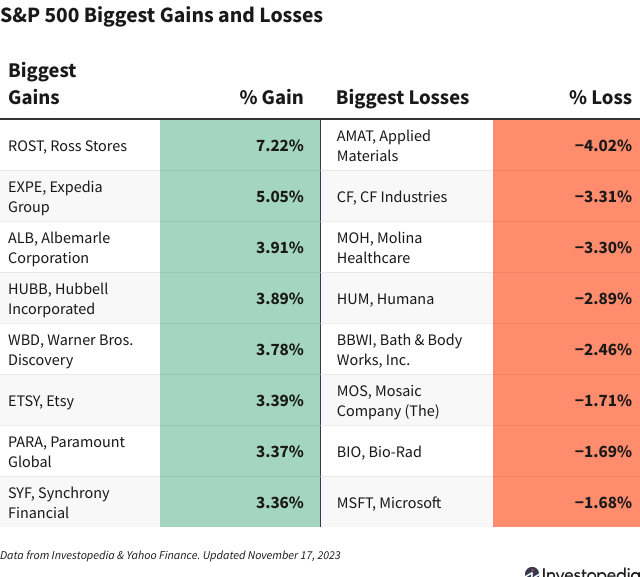 S&P 500 Biggest Gains and Losses
Biggest
Gains
% Gain
Biggest Losses
% Loss
ROST, Ross Stores
7.22%
AMAT, Applied
Materials
−4.02%
EXPE, Expedia
Group
5.05%
CF, CF Industries
−3.31%
ALB, Albemarle
Corporation
3.91%
MOH, Molina
Healthcare
−3.30%
HUBB, Hubbell
Incorporated
3.89%
HUM, Humana
−2.89%
WBD, Warner Bros.
Discovery
3.78%
BBWI, Bath & Body
Works, Inc.
−2.46%
ETSY, Etsy
3.39%
MOS, Mosaic
Company (The)
−1.71%
PARA, Paramount
Global
3.37%
BIO, Bio-Rad
−1.69%
SYF, Synchrony
Financial
3.36%
MSFT, Microsoft
−1.68%
Data from Investopedia & Yahoo Finance. Updated November 17, 2023
Investopedia